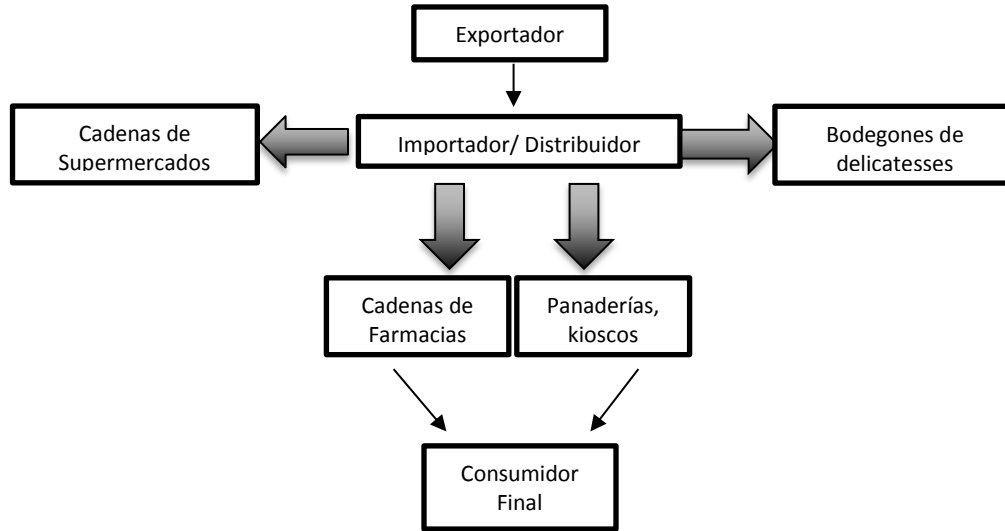 Exportador
Cadenas de
Supermercados
Importador/ Distribuidor
Bodegones de
delicatesses
Cadenas de
Farmacias
Panaderías,
kioscos
Consumidor
Final